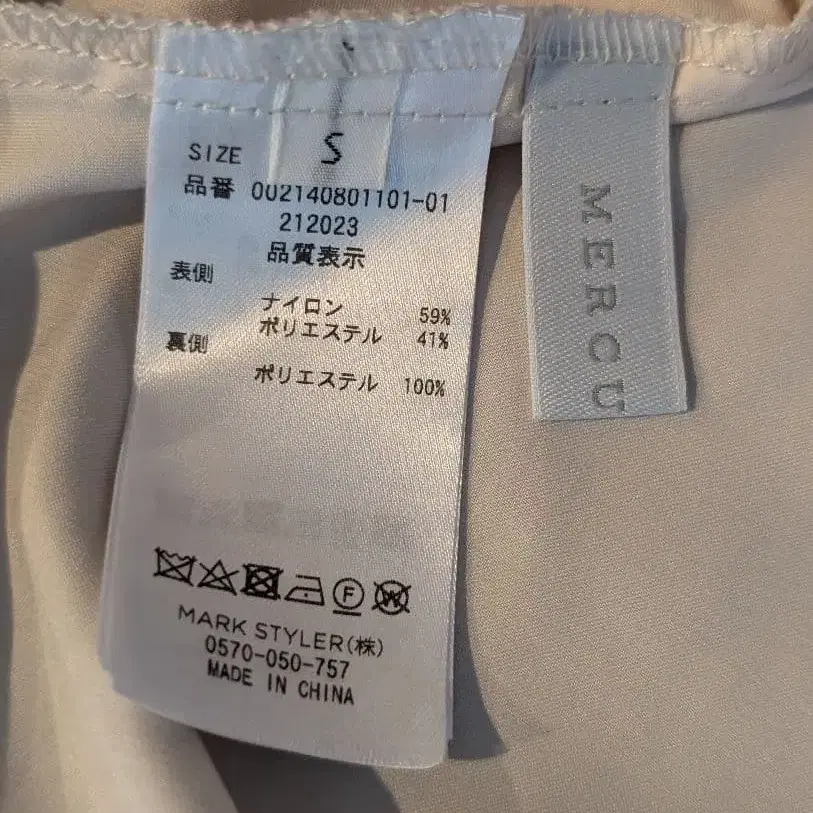 SIZE S
品番 002140801101-01
212023
品質表示
表側
ナイロン 59%
ポリエステル 41%
裏側
ポリエステル 100%
MARK STYLER(株)
0570-050-757
MADE IN CHINA
MERCU